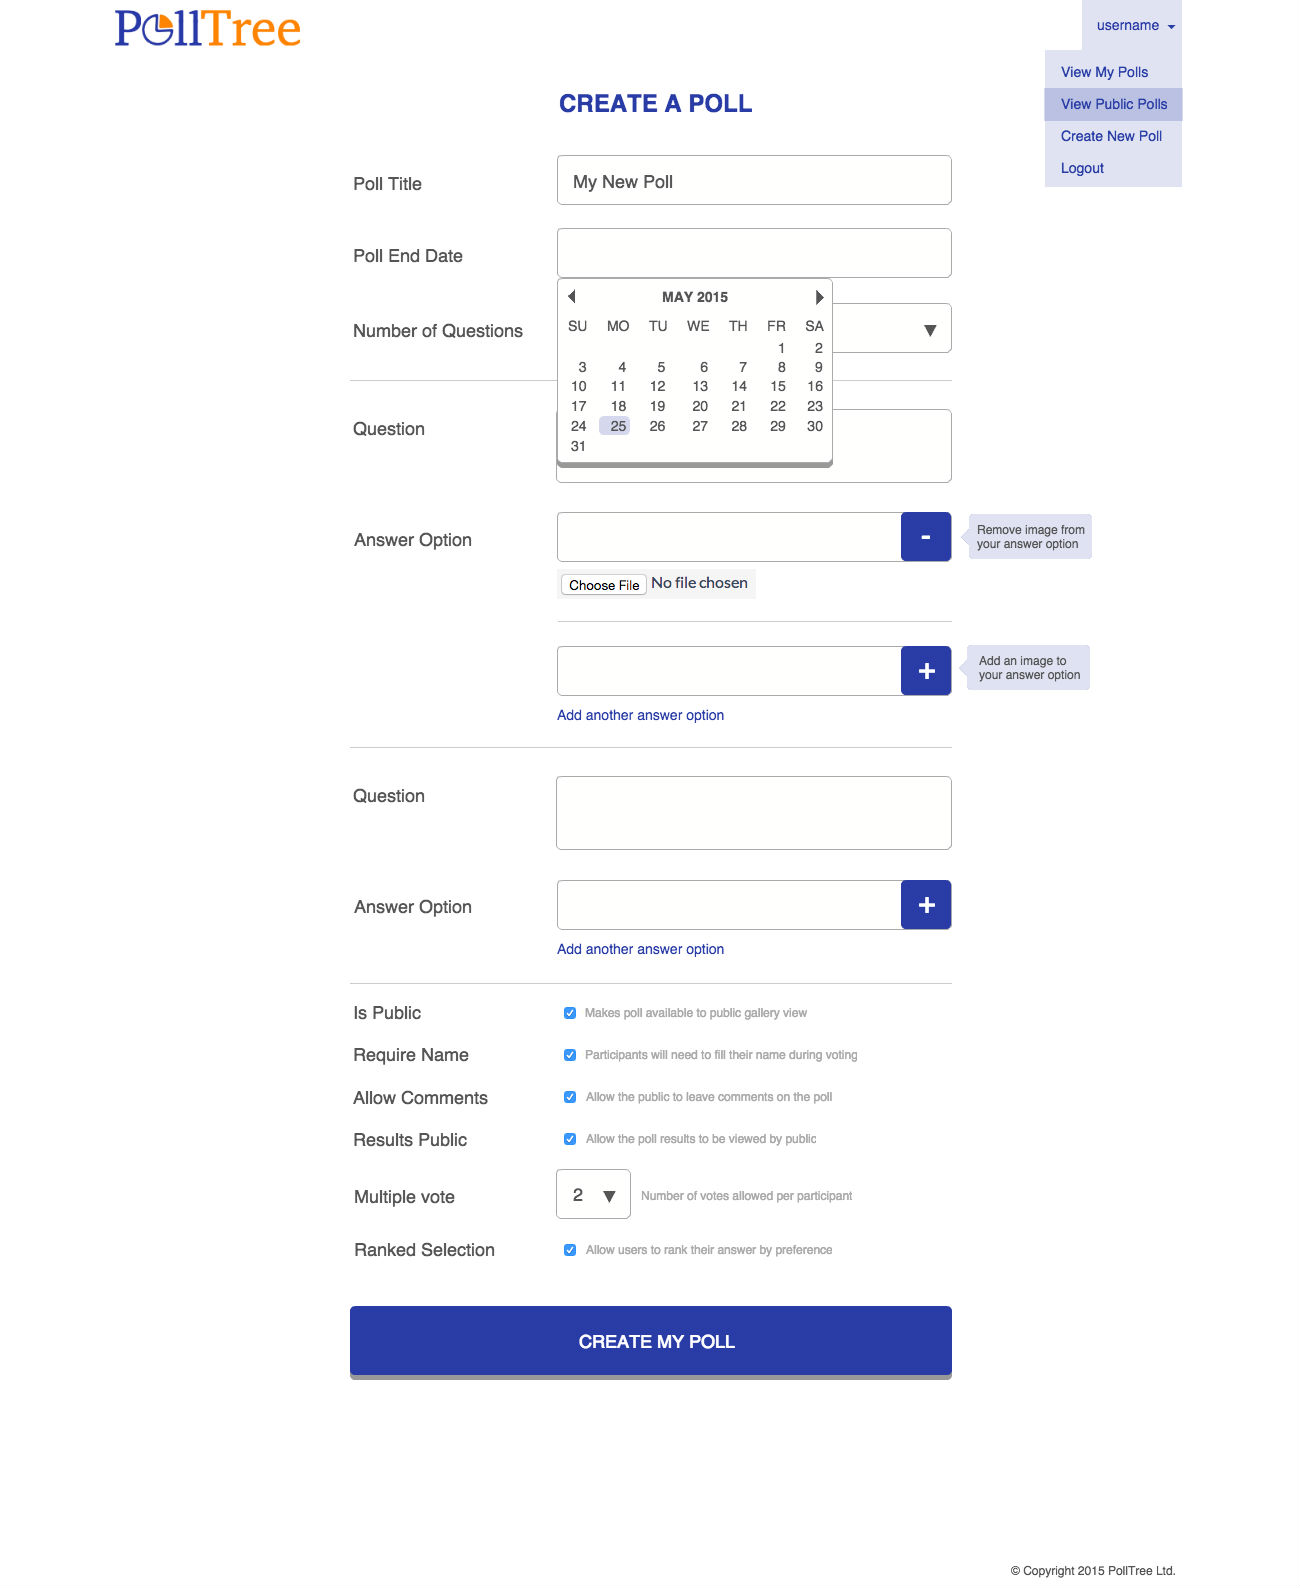 PollTree
username
View My Polls
View Public Polls
Create New Poll
Logout
CREATE A POLL
Poll Title
My New Poll
Poll End Date
MAY 2015
SU MO TU WE TH FR SA
1 2
3 4 5 6 7 8 9
10 11 12 13 14 15 16
17 18 19 20 21 22 23
24 25 26 27 28 29 30
31
Number of Questions
Question
Answer Option
-
Remove image from
your answer option
Choose File No file chosen
+
Add an image to
your answer option
Add another answer option
Question
Answer Option
+
Add another answer option
Is Public
Makes poll available to public gallery view
Require Name
Participants will need to fill their name during voting
Allow Comments
Allow the public to leave comments on the poll
Results Public
Allow the poll results to be viewed by public
Multiple vote
2
Number of votes allowed per participant
Ranked Selection
Allow users to rank their answer by preference
CREATE MY POLL
© Copyright 2015 PollTree Ltd.